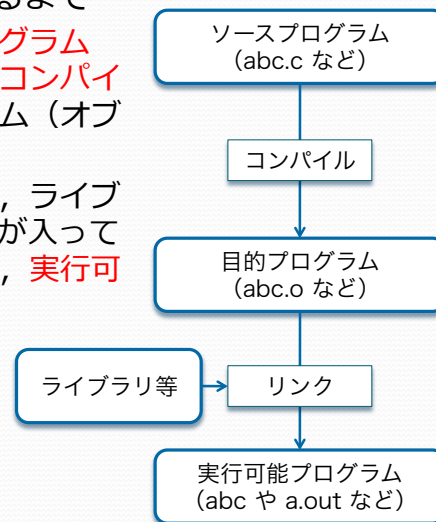 るまで
グラム
コンパイ
ム（オブ
，ライブ
が入って
，実行可
ソースプログラム
（abc.c など）
コンパイル
目的プログラム
（abc.o など）
ライブラリ等
リンク
実行可能プログラム
（abc や a.out など）